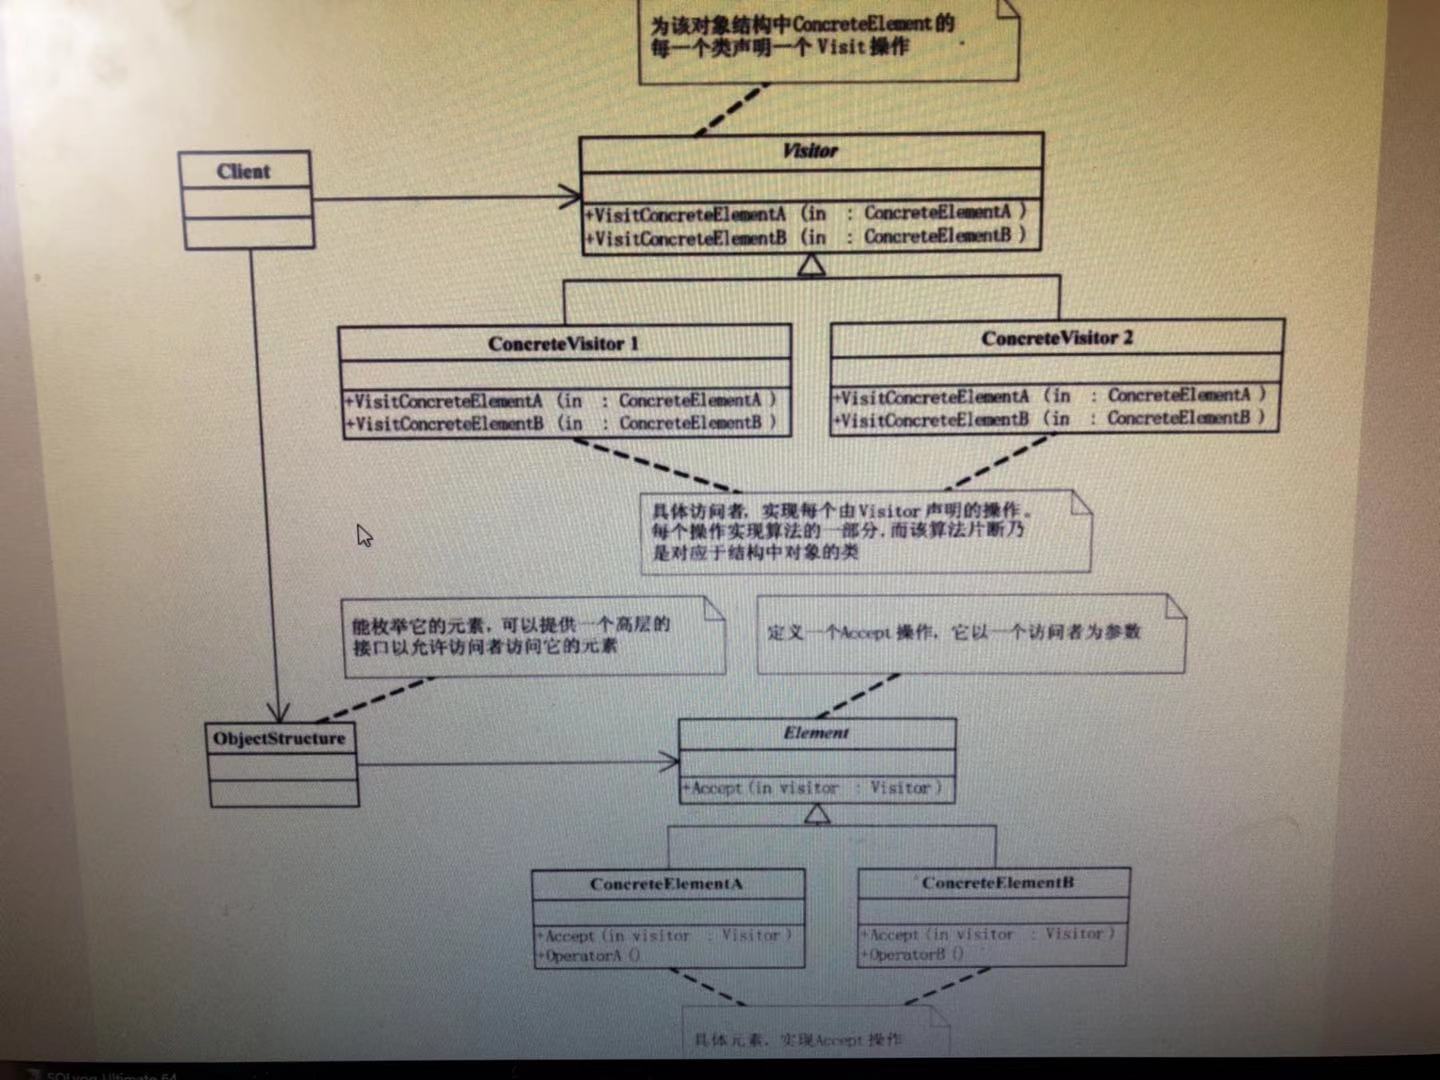 为该对象结构中ConcreteElement的
每一个类声明一个 Visit 操作
Client
Visitor
+VisitConcreteElementA (in : ConcreteElementA )
+VisitConcreteElementB (in : ConcreteElementB )
ConcreteVisitor 1
+VisitConcreteElementA (in : ConcreteElementA )
+VisitConcreteElementB (in : ConcreteElementB )
ConcreteVisitor 2
+VisitConcreteElementA (in : ConcreteElementA )
+VisitConcreteElementB (in : ConcreteElementB )
具体访问者, 实现每个由Visitor 声明的操作。
每个操作实现算法的一部分, 而该算法片断乃
是对应于结构中对象的类
能枚举它的元素, 可以提供一个高层的
接口以允许访问者访问它的元素
定义一个Accept 操作, 它以一个访问者为参数
ObjectStructure
Element
+Accept (in visitor : Visitor )
ConcreteElementA
+Accept (in visitor : Visitor )
+OperatorA ()
ConcreteElementB
+Accept (in visitor : Visitor )
+OperatorB ()
具体元素, 实现Accept 操作
SQLyog Ultimate 64